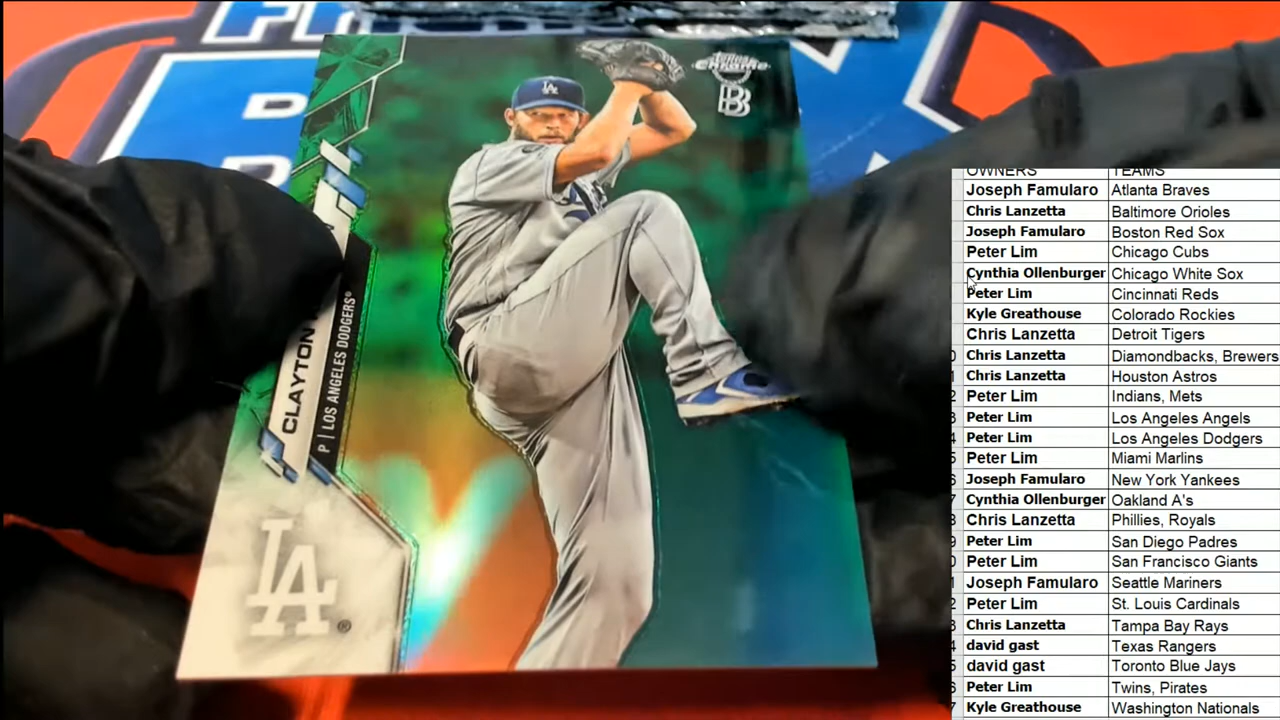 D
Chrome
B
LA
CLAYTON
P | LOS ANGELES DODGERS®
LA®
OWNERS TEAMS
Joseph Famularo Atlanta Braves
Chris Lanzetta Baltimore Orioles
Joseph Famularo Boston Red Sox
Peter Lim Chicago Cubs
Cynthia Ollenburger Chicago White Sox
Peter Lim Cincinnati Reds
Kyle Greathouse Colorado Rockies
Chris Lanzetta Detroit Tigers
Chris Lanzetta Diamondbacks, Brewers
Chris Lanzetta Houston Astros
Peter Lim Indians, Mets
Peter Lim Los Angeles Angels
Peter Lim Los Angeles Dodgers
Peter Lim Miami Marlins
Joseph Famularo New York Yankees
Cynthia Ollenburger Oakland A's
Chris Lanzetta Phillies, Royals
Peter Lim San Diego Padres
Peter Lim San Francisco Giants
Joseph Famularo Seattle Mariners
Peter Lim St. Louis Cardinals
Chris Lanzetta Tampa Bay Rays
david gast Texas Rangers
david gast Toronto Blue Jays
Peter Lim Twins, Pirates
Kyle Greathouse Washington Nationals